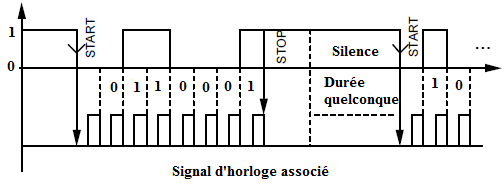 START
STOP
START
1
Silence
...
0
0 1 1 0 0 0 1
Durée
quelconque
1 0
Signal d'horloge associé